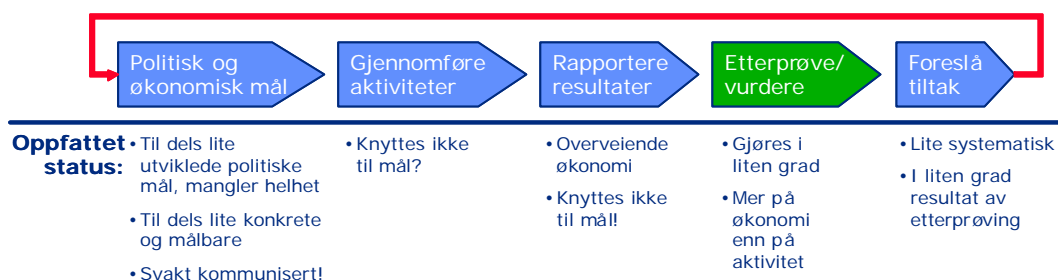 Politisk og
økonomisk mål
Gjennomføre
aktiviteter
Rapportere
resultater
Etterprøve/
vurdere
Foreslå
tiltak
Oppfattet
status:
• Til dels lite
utviklede politiske
mål, mangler helhet
• Til dels lite konkrete
og målbare
• Svakt kommunisert!
• Knyttes ikke
til mål?
• Overveiende
økonomi
• Knyttes ikke
til mål!
• Gjøres i
liten grad
• Mer på
økonomi
enn på
aktivitet
• Lite systematisk
• I liten grad
resultat av
etterprøving